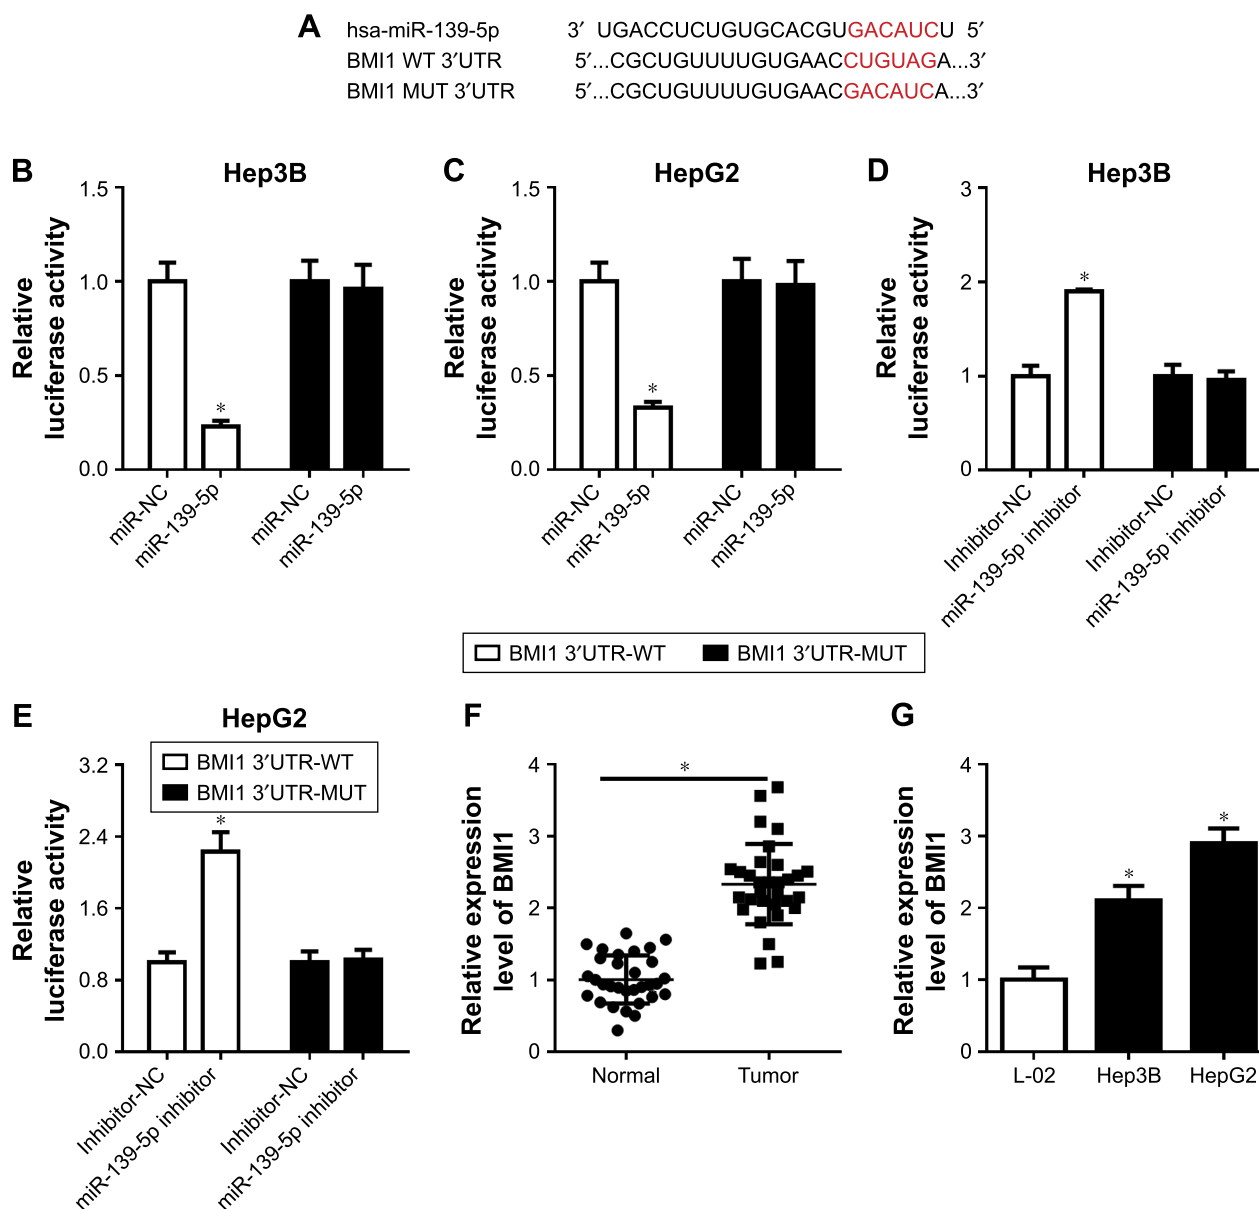 A
hsa-miR-139-5p 3′ UGACCUCUGUGCACGUGACAUCU 5′
BMI1 WT 3′UTR 5′...CGCUGUUUUGUGAACCUGUAGA...3′
BMI1 MUT 3′UTR 5′...CGCUGUUUUGUGAACGACAUCA...3′
B
Hep3B
Relative
luciferase activity
1.5
1.0
0.5
0.0
*
miR-NC
miR-139-5p
miR-NC
miR-139-5p
C
HepG2
Relative
luciferase activity
1.5
1.0
0.5
0.0
*
miR-NC
miR-139-5p
miR-NC
miR-139-5p
D
Hep3B
Relative
luciferase activity
3
2
1
0
*
Inhibitor-NC
miR-139-5p inhibitor
Inhibitor-NC
miR-139-5p inhibitor
BMI1 3′UTR-WT
BMI1 3′UTR-MUT
E
HepG2
BMI1 3′UTR-WT
BMI1 3′UTR-MUT
Relative
luciferase activity
3.2
2.4
1.6
0.8
0.0
*
Inhibitor-NC
miR-139-5p inhibitor
Inhibitor-NC
miR-139-5p inhibitor
F
Relative expression
level of BMI1
4
3
2
1
0
*
Normal
Tumor
G
Relative expression
level of BMI1
4
3
2
1
0
*
*
L-02
Hep3B
HepG2